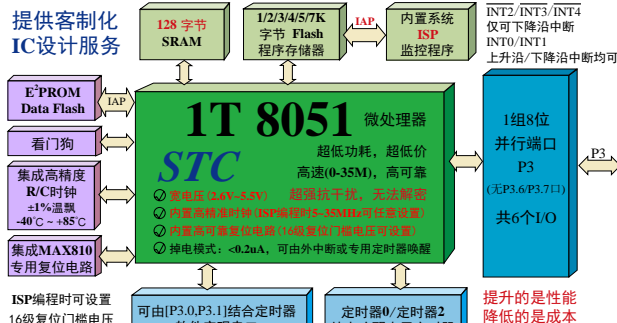 提供客制化
IC设计服务
128 字节
SRAM
1/2/3/4/5/7K
字节 Flash
程序存储器
IAP
内置系统
ISP
监控程序
INT2/INT3/INT4
仅可下降沿中断
INT0/INT1
上升沿/下降沿中断均可
E²PROM
Data Flash
IAP
看门狗
集成高精度
R/C时钟
±1%温飘
-40℃ ~ +85℃
集成MAX810
专用复位电路
1T 8051 微处理器
STC
超低功耗，超低价
高速(0-35M)，高可靠
宽电压(2.6V~5.5V) 超强抗干扰，无法解密
内置高精准时钟(ISP编程时5~35MHz可任意设置)
内置高可靠复位电路(16级复位门槛电压可设置)
掉电模式：<0.2uA，可由外中断或专用定时器唤醒
1组8位
并行端口
P3
(无P3.6/P3.7口)
共6个I/O
P3
ISP编程时可设置
16级复位门槛电压
可由[P3.0,P3.1]结合定时器
定时器0/定时器2
提升的是性能
降低的是成本